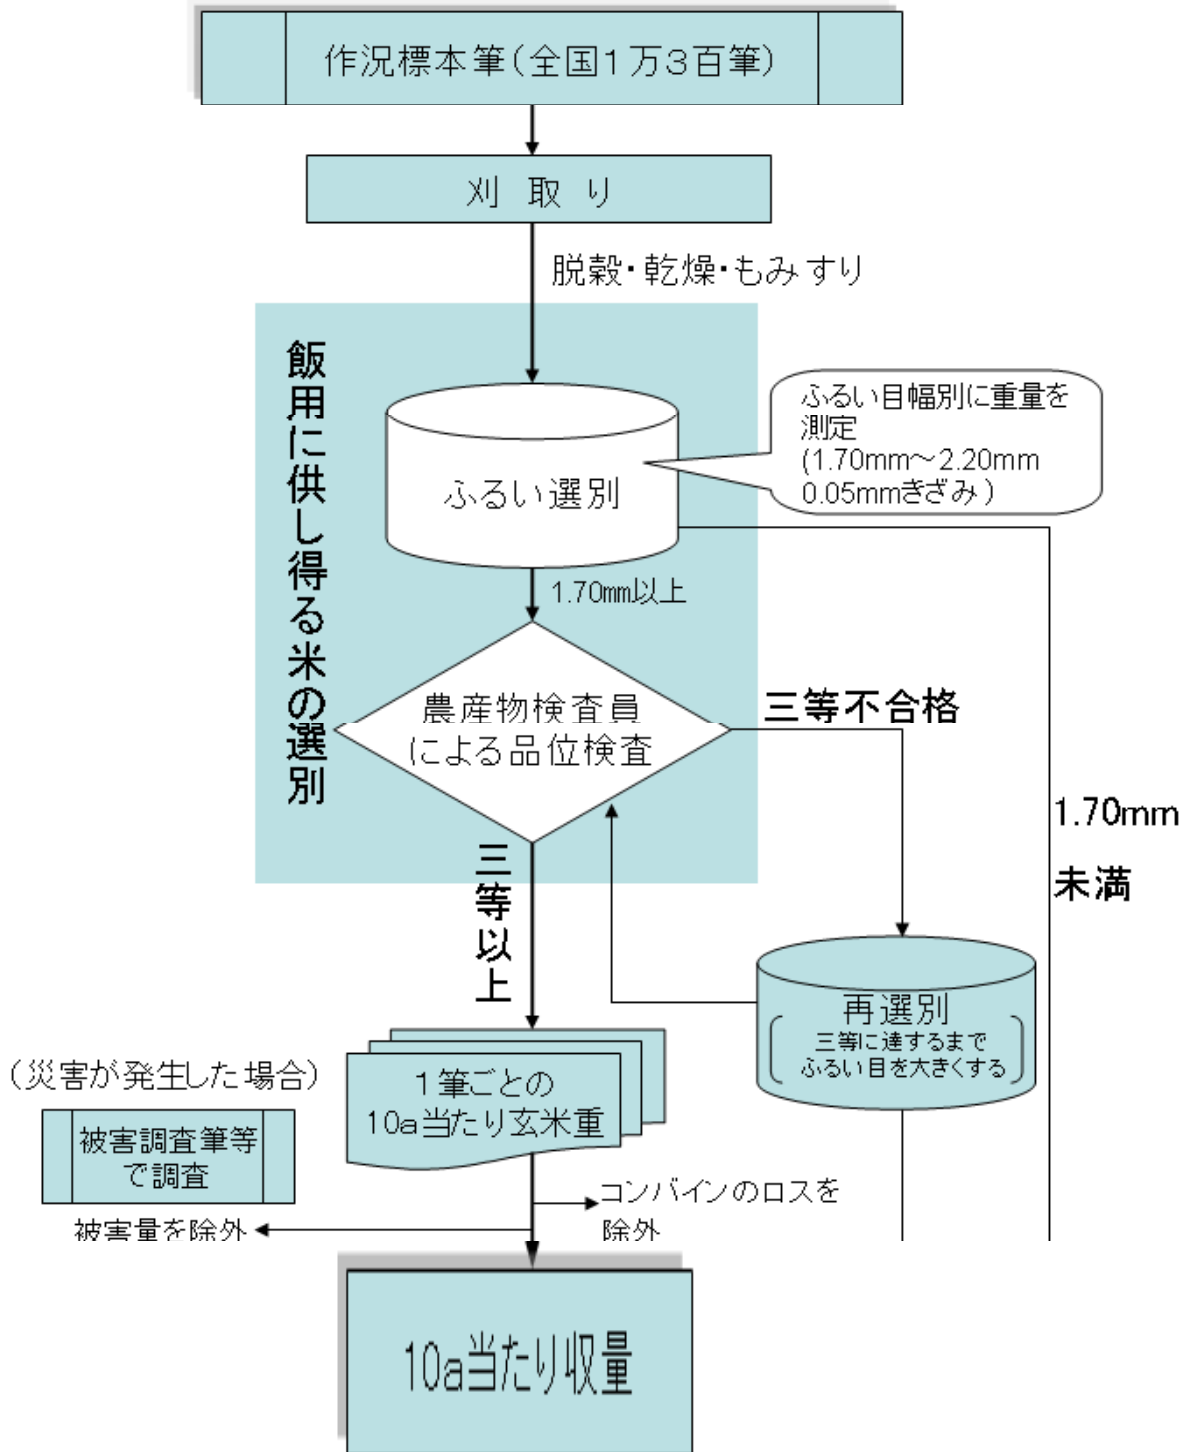 作況標本筆(全国1万3百筆)
刈取り
脱穀・乾燥・もみすり
飯用に供し得る米の選別
ふるい目幅別に重量を
測定
(1.70mm~2.20mm
0.05mmきざみ)
ふるい選別
1.70mm以上
農産物検査員
による品位検査
三等不合格
1.70mm
未満
三等以上
再選別
三等に達するまで
ふるい目を大きくする
(災害が発生した場合)
被害調査筆等
で調査
1筆ごとの
10a当たり玄米重
コンバインのロスを
除外
被害量を除外
10a当たり収量